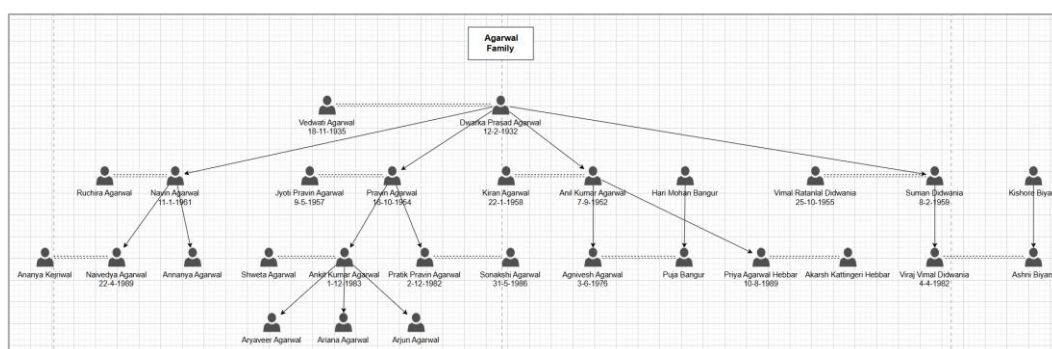 Agarwal
Family
Vedwati Agarwal
18-11-1935
Dwarka Prasad Agarwal
12-2-1932
Ruchira Agarwal
Navin Agarwal
11-1-1961
Jyoti Pravin Agarwal
9-5-1957
Pravin Agarwal
16-10-1954
Kiran Agarwal
22-1-1958
Anil Kumar Agarwal
7-9-1952
Hari Mohan Bangur
Vimal Ratanlal Didwania
25-10-1955
Suman Didwania
8-2-1959
Kishore Biyani
Ananya Kejriwal
Naivedya Agarwal
22-4-1989
Annanya Agarwal
Shweta Agarwal
Ankit Kumar Agarwal
1-12-1983
Pratik Pravin Agarwal
2-12-1982
Sonakshi Agarwal
31-5-1986
Agnivesh Agarwal
3-6-1976
Puja Bangur
Priya Agarwal Hebbar
10-8-1989
Akarsh Kattingeri Hebbar
Viraj Vimal Didwania
4-4-1982
Ashni Biyani
Aryaveer Agarwal
Ariana Agarwal
Arjun Agarwal